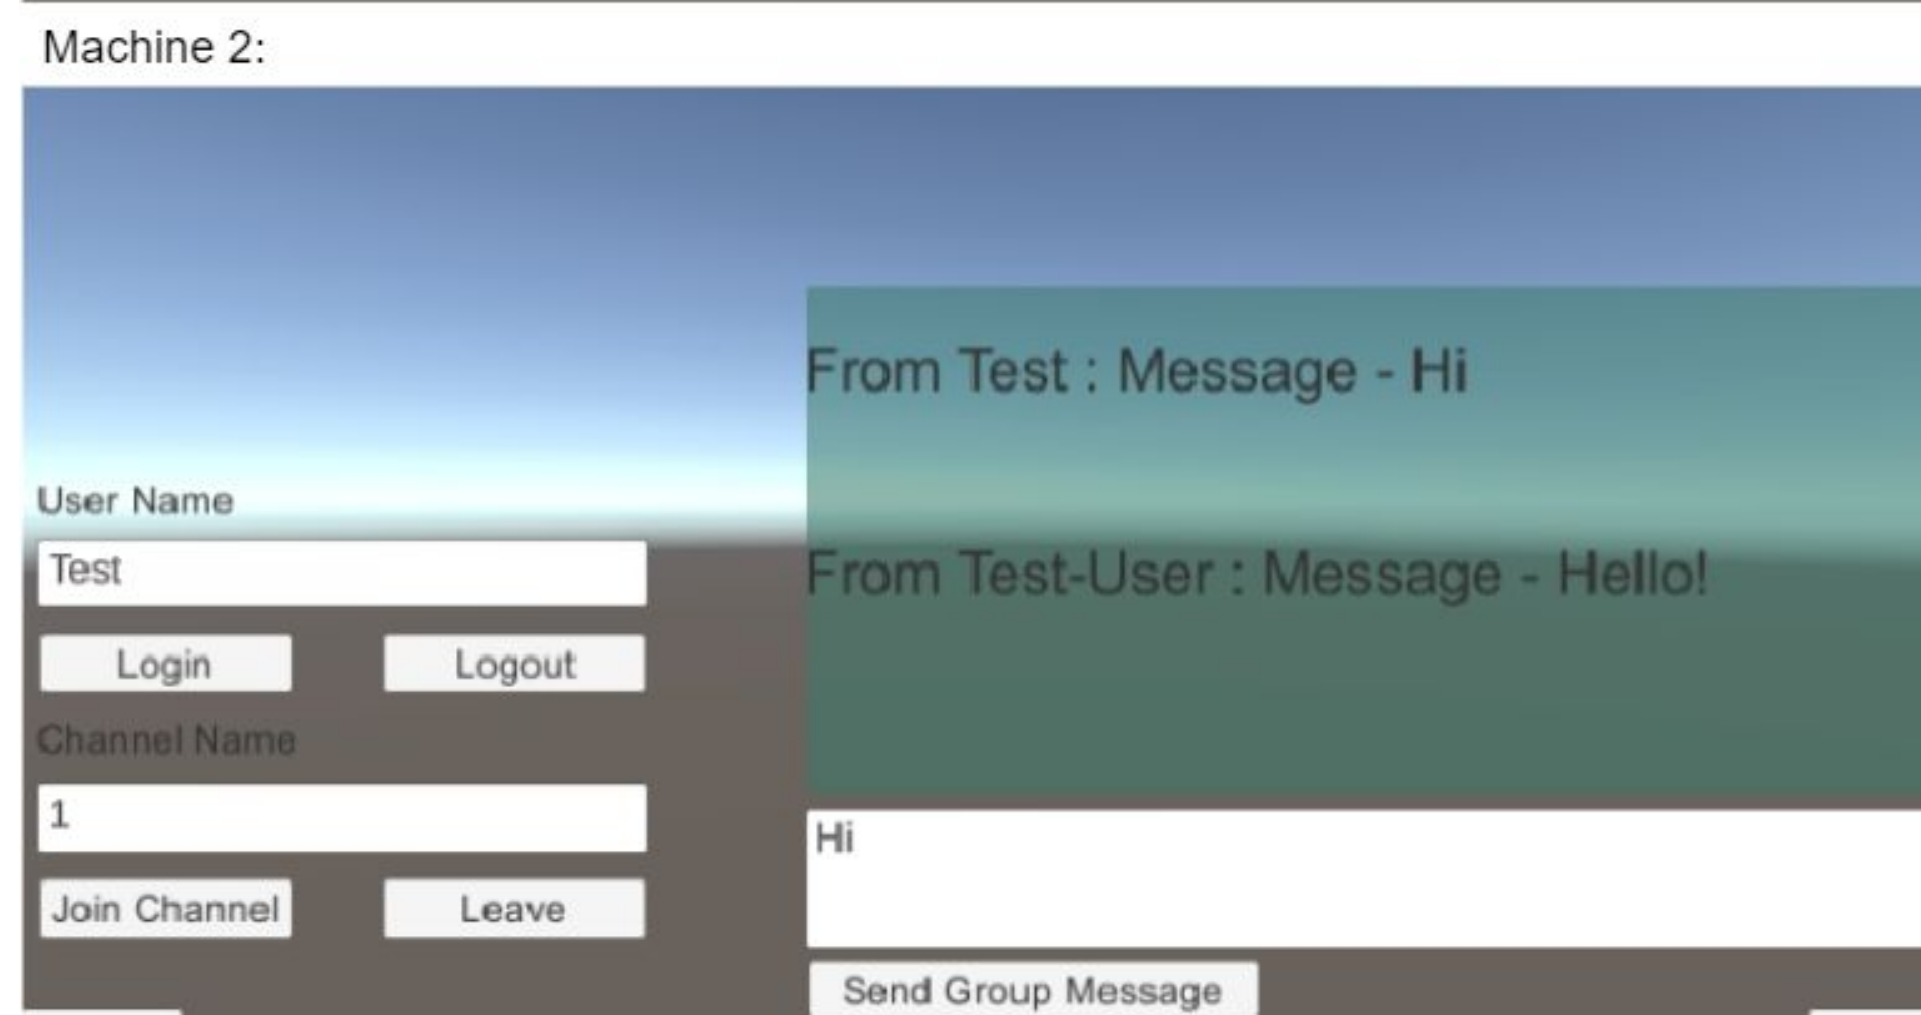 Machine 2:
From Test : Message - Hi
User Name
Test
From Test-User : Message - Hello!
Login
Logout
Channel Name
1
Hi
Join Channel
Leave
Send Group Message